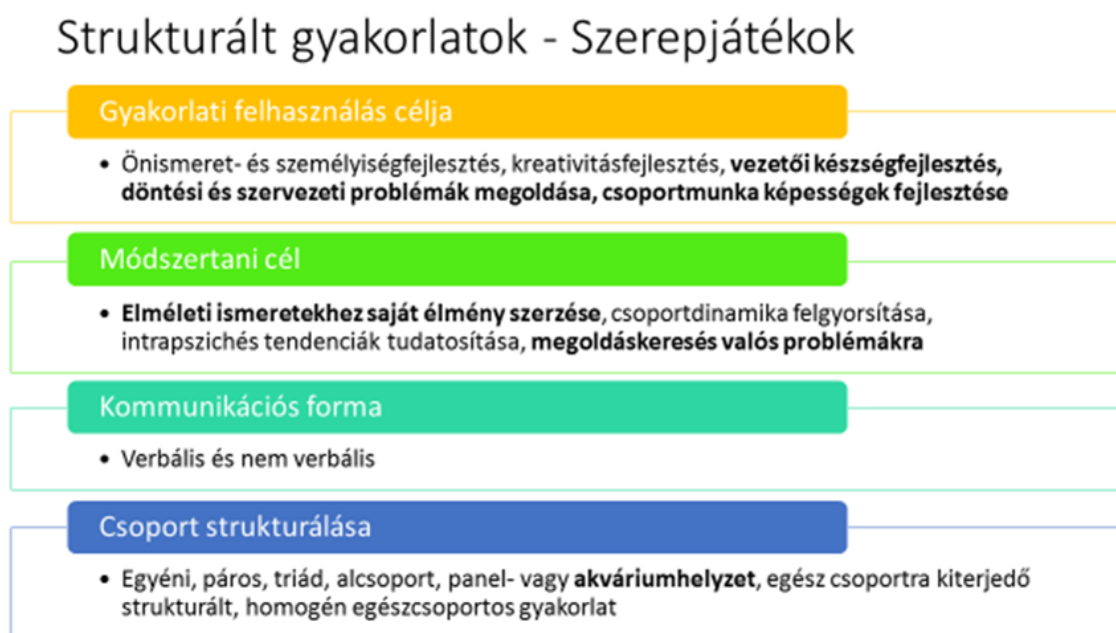 Strukturált gyakorlatok - Szerepjátékok
Gyakorlati felhasználás célja
• Önismeret- és személyiségfejlesztés, kreativitásfejlesztés, vezetői készségfejlesztés,
döntési és szervezeti problémák megoldása, csoportmunka képességek fejlesztése
Módszertani cél
• Elméleti ismeretekhez saját élmény szerzése, csoportdinamika felgyorsítása,
intrapszichés tendenciák tudatosítása, megoldáskeresés valós problémákra
Kommunikációs forma
• Verbális és nem verbális
Csoport strukturálása
• Egyéni, páros, triád, alcsoport, panel- vagy akváriumhelyzet, egész csoportra kiterjedő
strukturált, homogén egészcsoportos gyakorlat